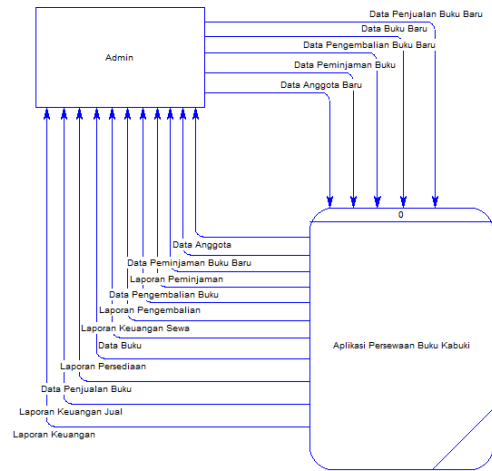 Data Penjualan Buku Baru
Data Buku Baru
Data Pengembalian Buku Baru
Admin
Data Peminjaman Buku
Data Anggota Baru
0
Data Anggota
Data Peminjaman Buku Baru
Laporan Peminjaman
Data Pengembalian Buku
Laporan Pengembalian
Laporan Keuangan Sewa
Data Buku
Aplikasi Persewaan Buku Kabuki
Laporan Persediaan
Data Penjualan Buku
Laporan Keuangan Jual
Laporan Keuangan